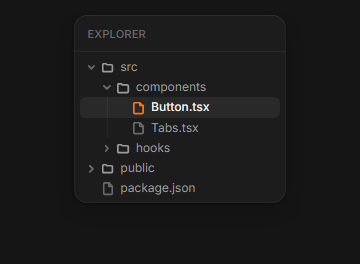 EXPLORER
src
components
Button.tsx
Tabs.tsx
hooks
public
package.json